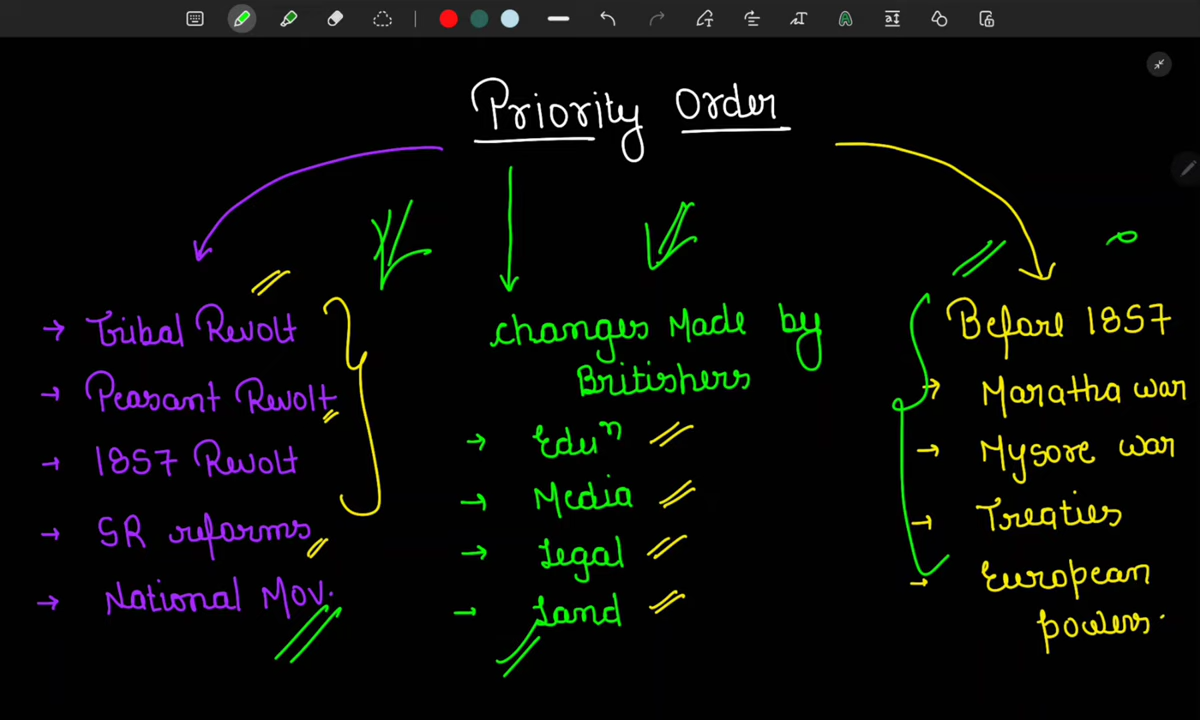 Priority Order
→ Tribal Revolt
→ Peasant Revolt
→ 1857 Revolt
→ SR reforms
→ National Mov.
Changes Made by
Britishers
→ Eduⁿ
→ Media
→ Legal
→ Land
Before 1857
→ Maratha war
→ Mysore war
→ Treaties
→ European
powers.